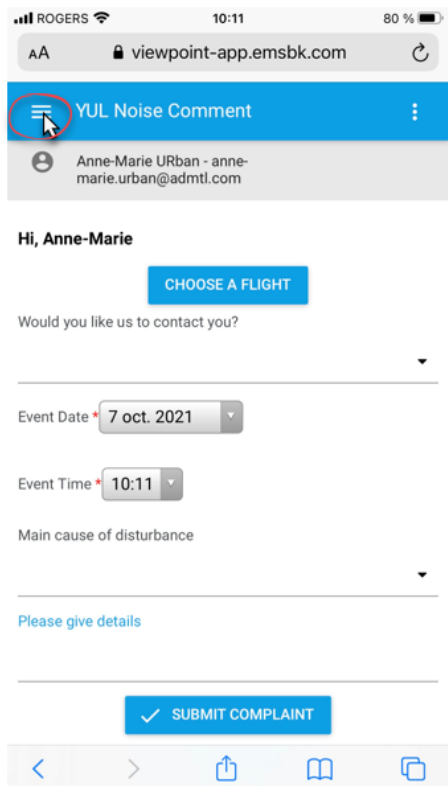 ROGERS 10:11 80 %
AA viewpoint-app.emsbk.com
YUL Noise Comment
Anne-Marie URban - anne-
marie.urban@admtl.com
Hi, Anne-Marie
CHOOSE A FLIGHT
Would you like us to contact you?
Event Date * 7 oct. 2021
Event Time * 10:11
Main cause of disturbance
Please give details
SUBMIT COMPLAINT